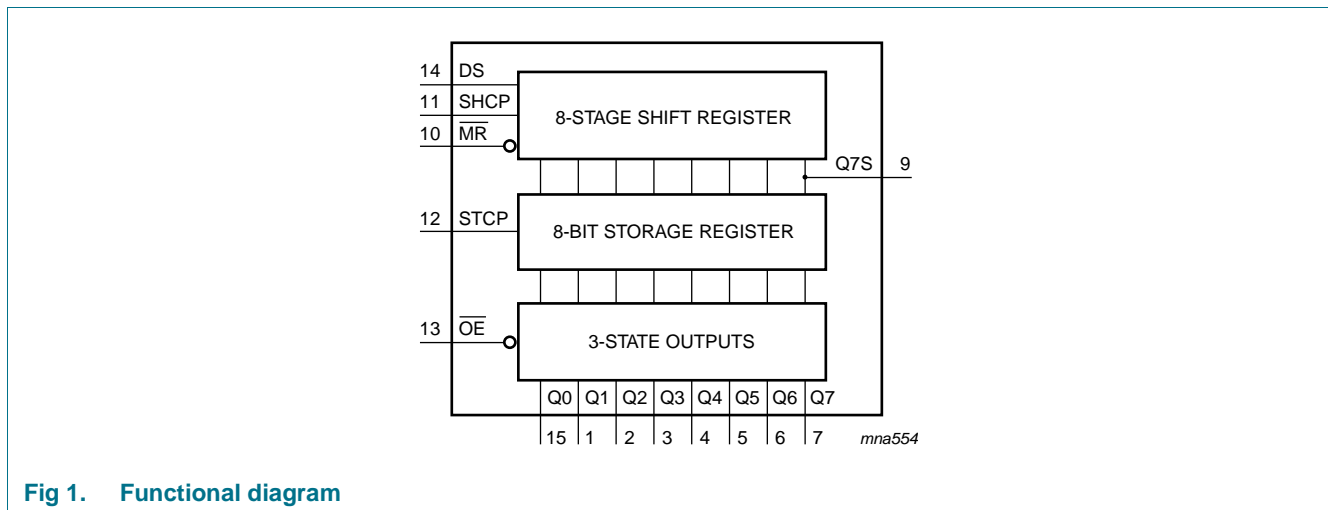 14 DS
11 SHCP
10 M̅R̅
8-STAGE SHIFT REGISTER
Q7S 9
12 STCP
8-BIT STORAGE REGISTER
13 O̅E̅
3-STATE OUTPUTS
Q0 Q1 Q2 Q3 Q4 Q5 Q6 Q7
15 1 2 3 4 5 6 7 mna554
Fig 1. Functional diagram